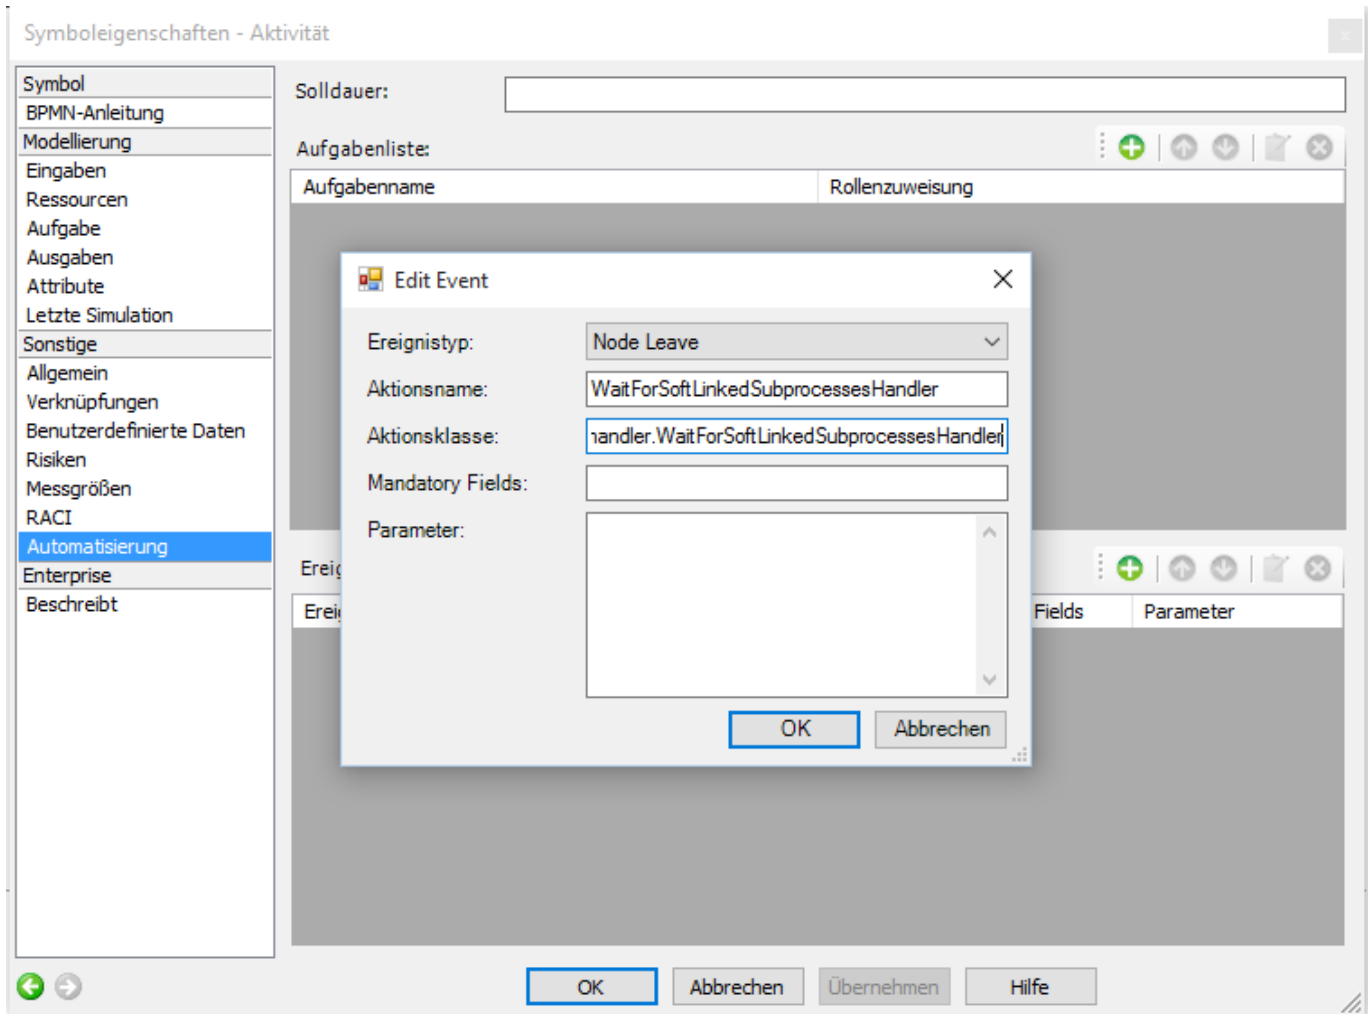 Symboleigenschaften - Aktivität
Symbol
BPMN-Anleitung
Modellierung
Eingaben
Ressourcen
Aufgabe
Ausgaben
Attribute
Letzte Simulation
Sonstige
Allgemein
Verknüpfungen
Benutzerdefinierte Daten
Risiken
Messgrößen
RACI
Automatisierung
Enterprise
Beschreibt
Solldauer:
Aufgabenliste:
Aufgabenname Rollenzuweisung
Edit Event
Ereignistyp: Node Leave
Aktionsname: WaitForSoftLinkedSubprocessesHandler
Aktionsklasse: handler.WaitForSoftLinkedSubprocessesHandler
Mandatory Fields:
Parameter:
OK Abbrechen
Fields Parameter
OK Abbrechen Übernehmen Hilfe